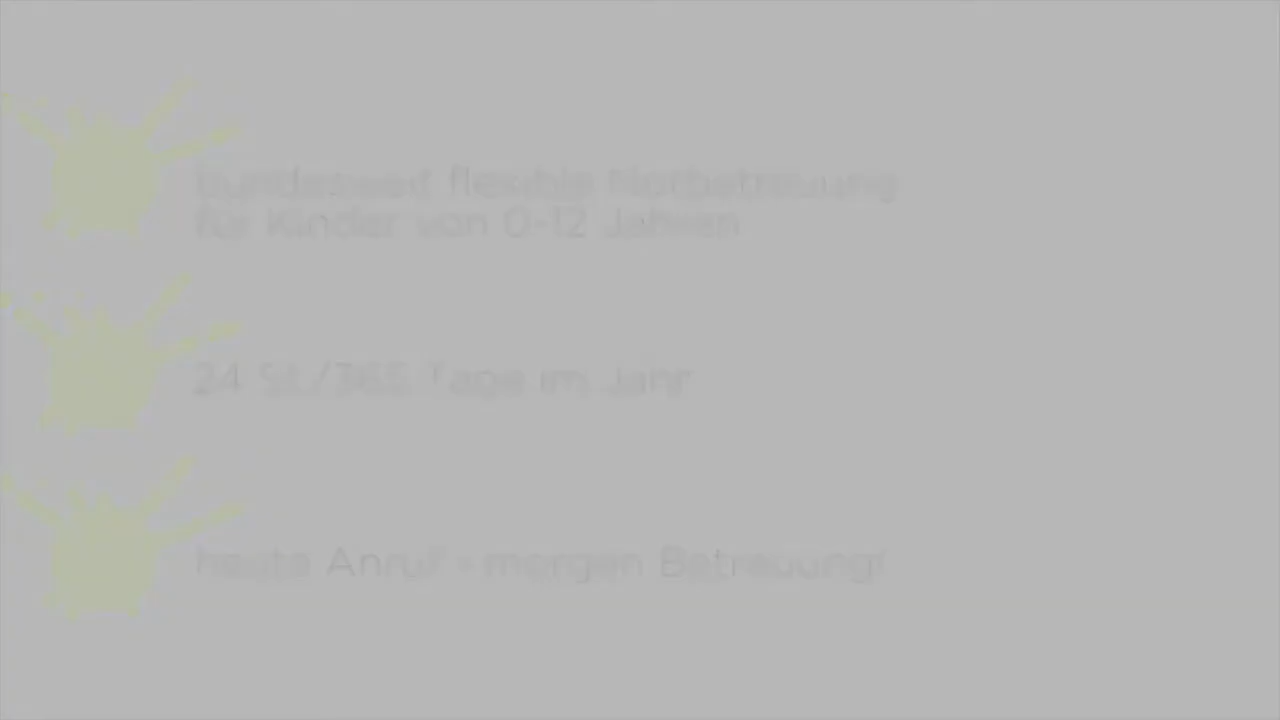 bundesweit flexible Notbetreuung
für Kinder von 0-12 Jahren
24 St./365 Tage im Jahr
heute Anruf - morgen Betreuung!